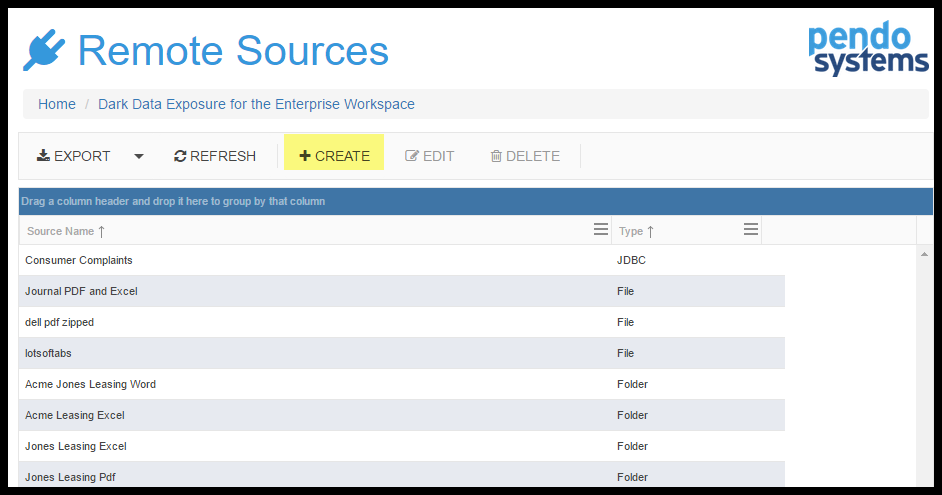 Remote Sources
pendo
systems
Home / Dark Data Exposure for the Enterprise Workspace
EXPORT REFRESH CREATE EDIT DELETE
Drag a column header and drop it here to group by that column
Source Name Type
Consumer Complaints JDBC
Journal PDF and Excel File
dell pdf zipped File
lotsoftabs File
Acme Jones Leasing Word Folder
Acme Leasing Excel Folder
Jones Leasing Excel Folder
Jones Leasing Pdf Folder